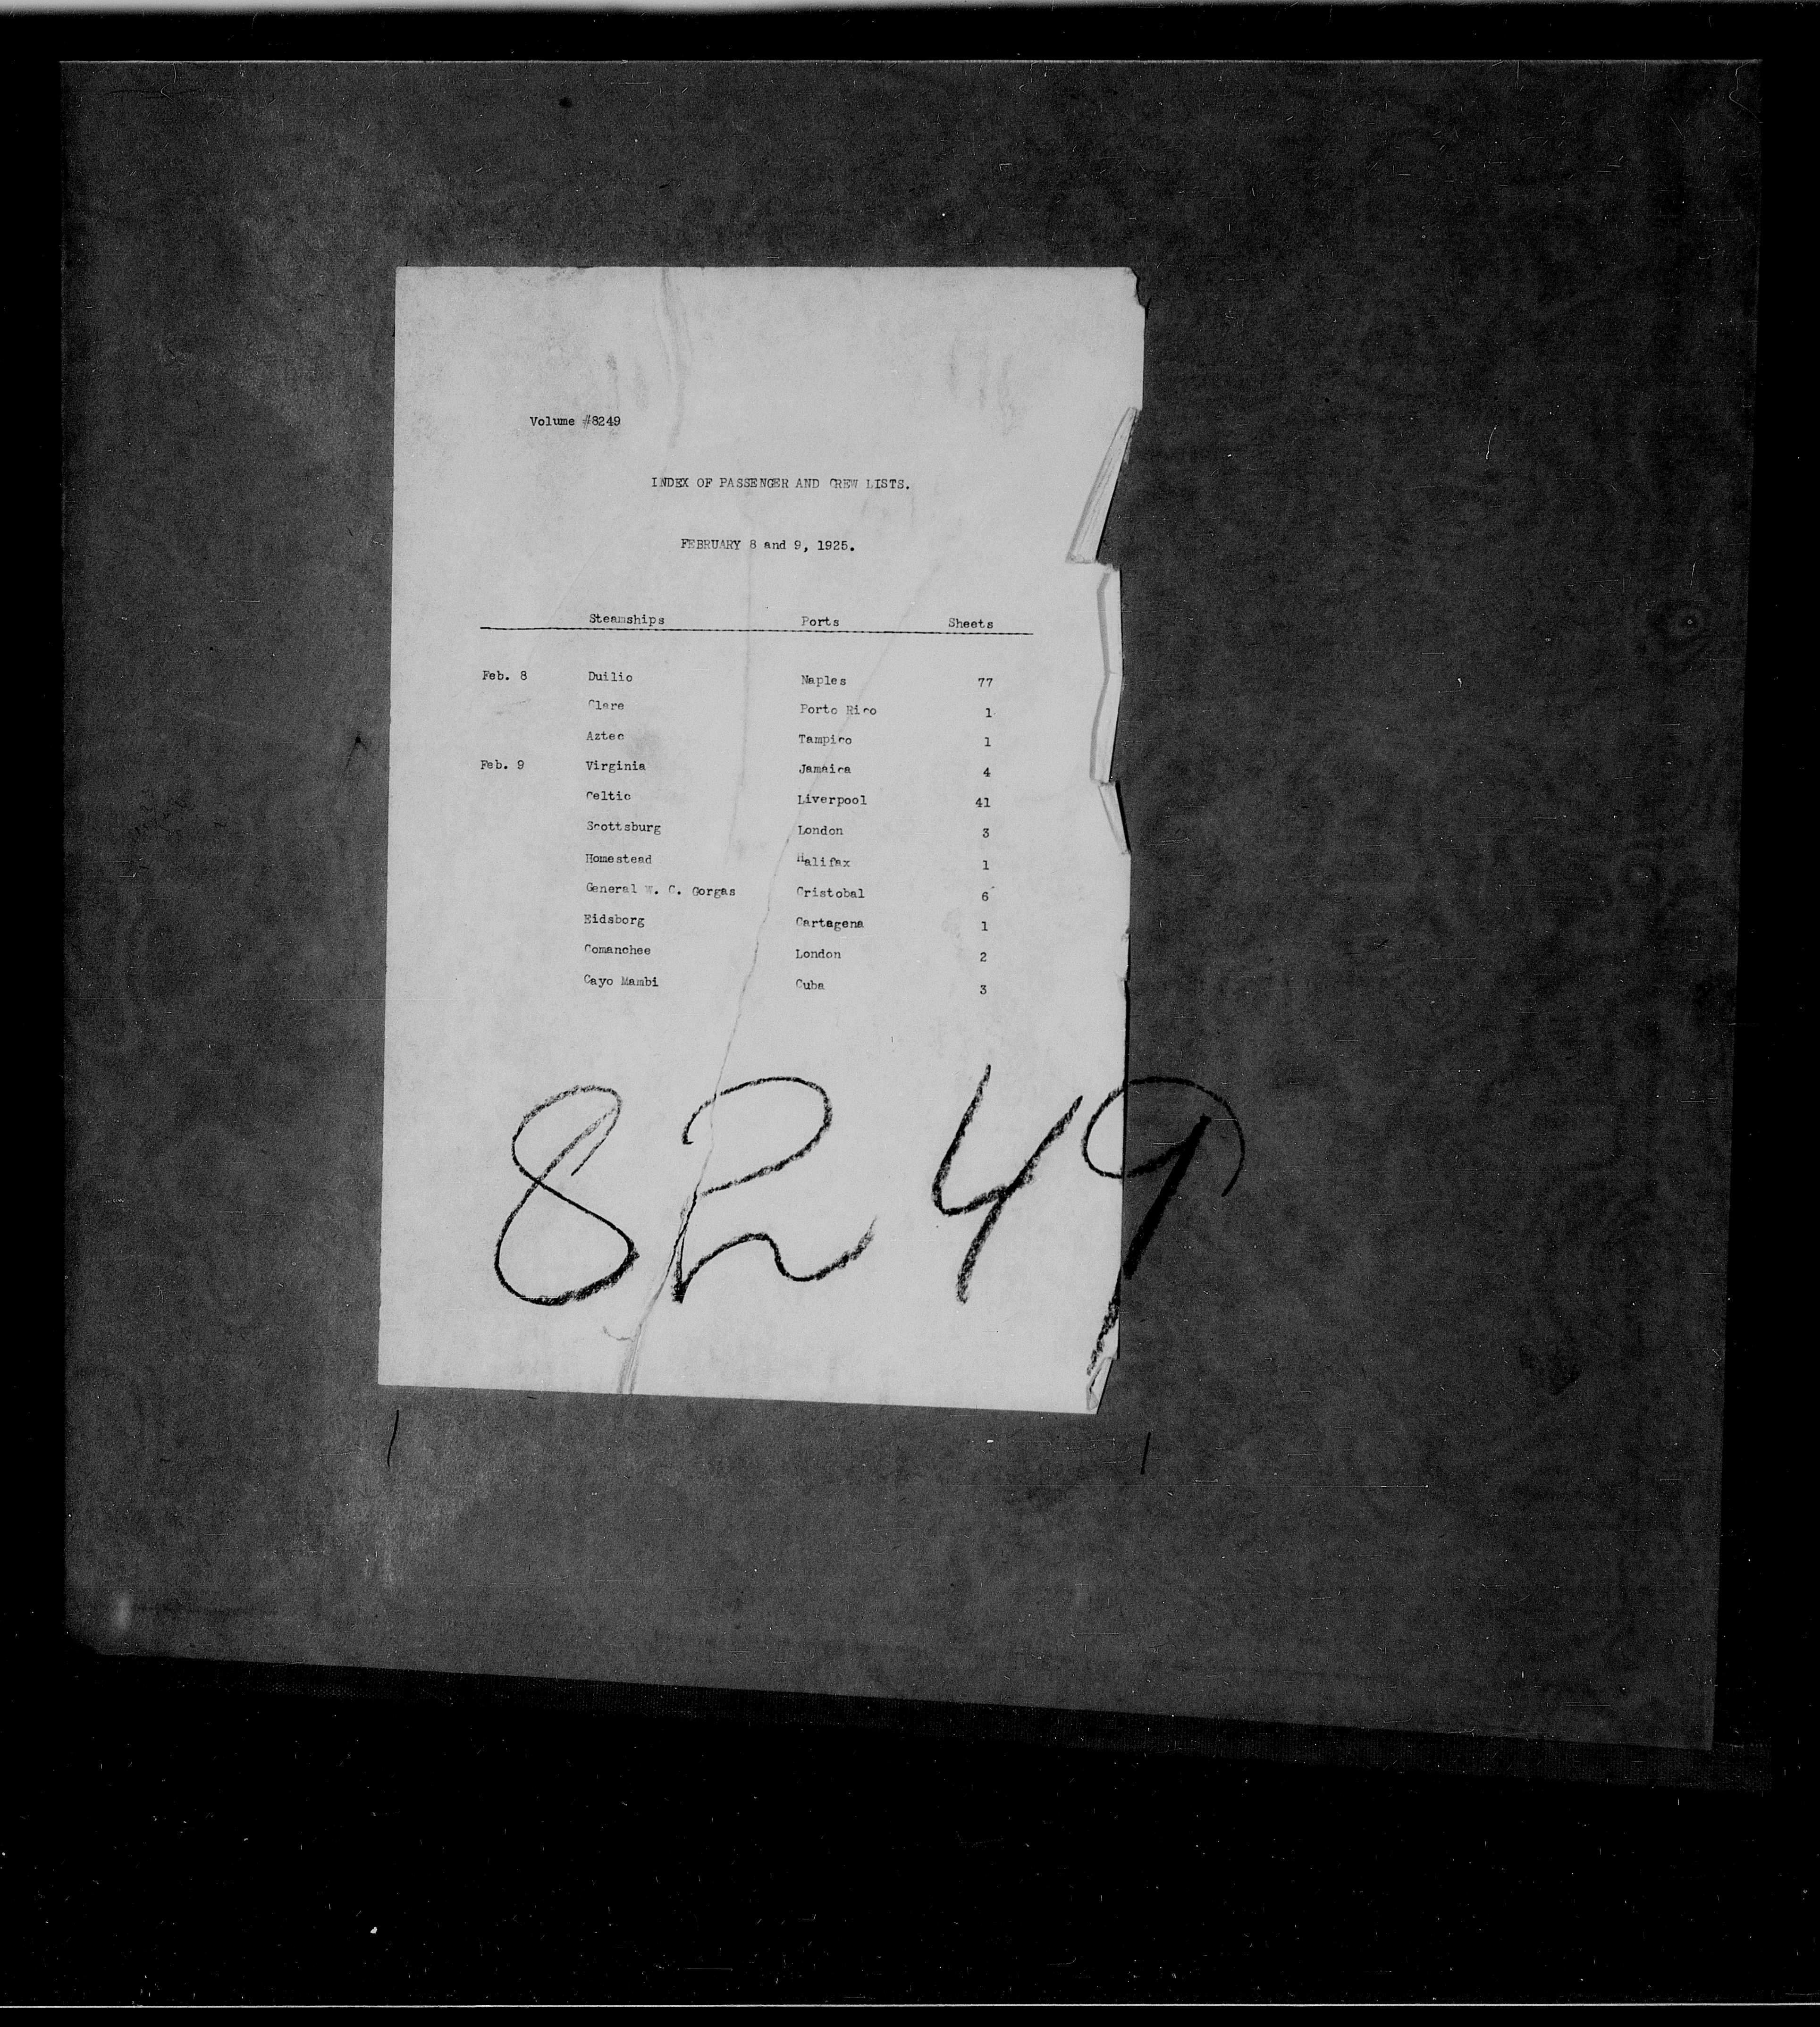 Volume #8249
INDEX OF PASSENGER AND CREW LISTS.
FEBRUARY 8 and 9, 1925.
Steamships Ports Sheets
Feb. 8 Duilio Naples 77
Clare Porto Rico 1
Aztec Tampico 1
Feb. 9 Virginia Jamaica 4
Celtic Liverpool 41
Scottsburg London 3
Homestead Halifax 1
General W. C. Gorgas Cristobal 6
Eidsborg Cartagena 1
Comanchee London 2
Cayo Mambi Cuba 3
8249